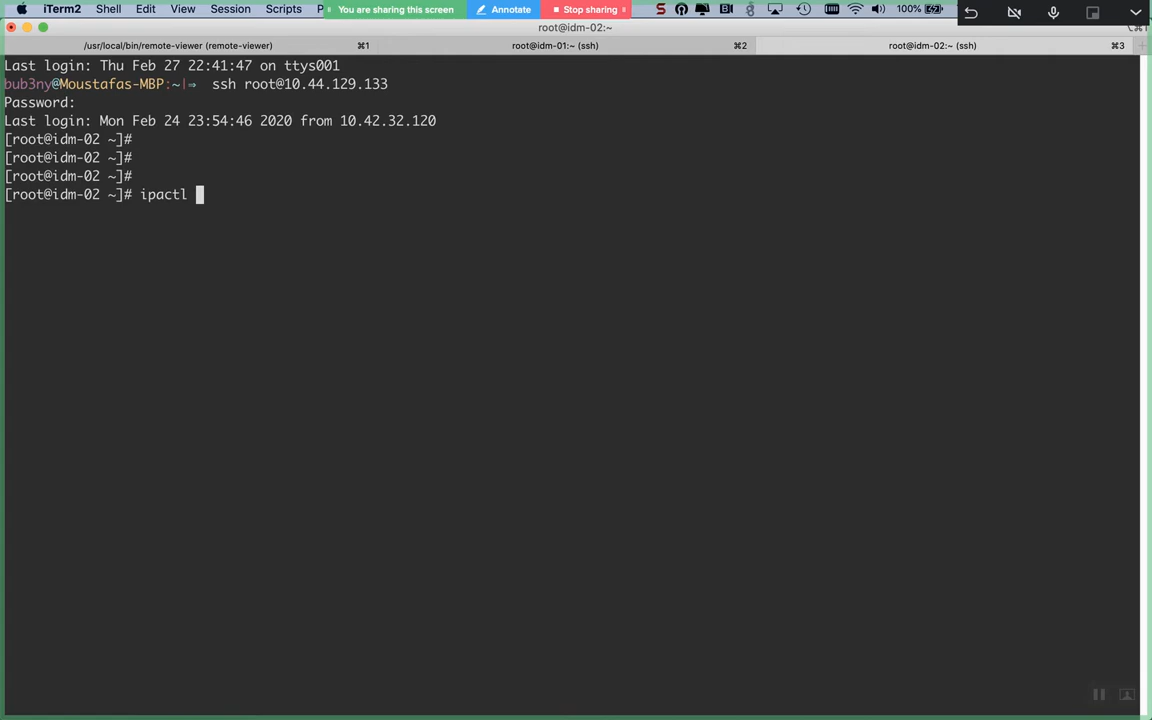 iTerm2 Shell Edit View Session Scripts P You are sharing this screen Annotate Stop sharing 100%
root@idm-02:~ ⌥⌘1
/usr/local/bin/remote-viewer (remote-viewer) ⌘1 root@idm-01:~ (ssh) ⌘2 root@idm-02:~ (ssh) ⌘3
Last login: Thu Feb 27 22:41:47 on ttys001
bub3ny@Moustafas-MBP:~|⇒ ssh root@10.44.129.133
Password:
Last login: Mon Feb 24 23:54:46 2020 from 10.42.32.120
[root@idm-02 ~]#
[root@idm-02 ~]#
[root@idm-02 ~]#
[root@idm-02 ~]# ipactl